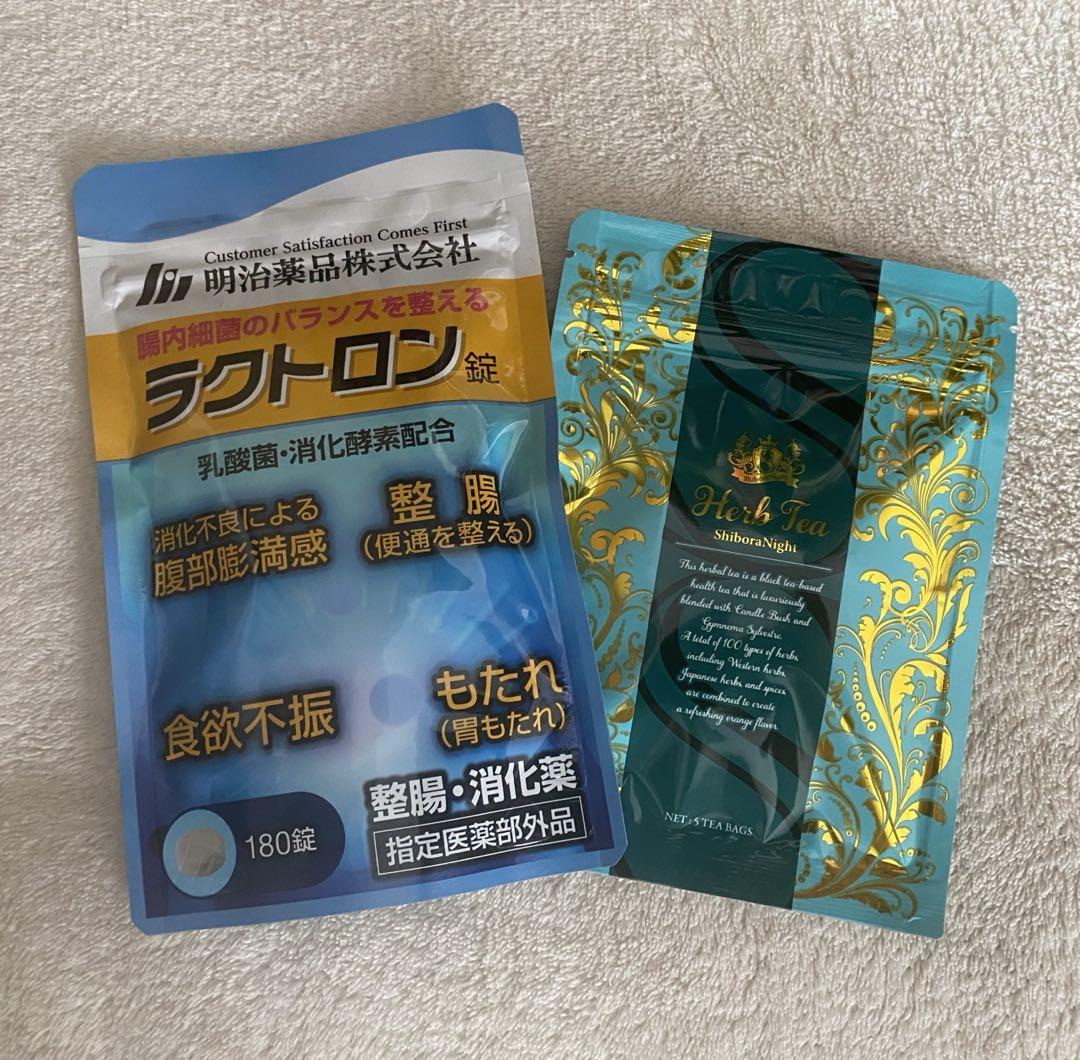 Customer Satisfaction Comes First
明治薬品株式会社
腸内細菌のバランスを整える
ラクトロン錠
乳酸菌・消化酵素配合
消化不良による
腹部膨満感
整 腸
(便通を整える)
食欲不振
もたれ
(胃もたれ)
整腸・消化薬
指定医薬部外品
180錠
Herb Tea
ShiboraNight
This herbal tea is a black tea-based
health tea that is luxuriously
blended with Candle Bush and
Gymnema Sylvestre.
A total of 100 types of herbs,
including Western herbs,
Japanese herbs, and spices,
are combined to create
a refreshing orange flavor.
NET : 5 TEA BAGS